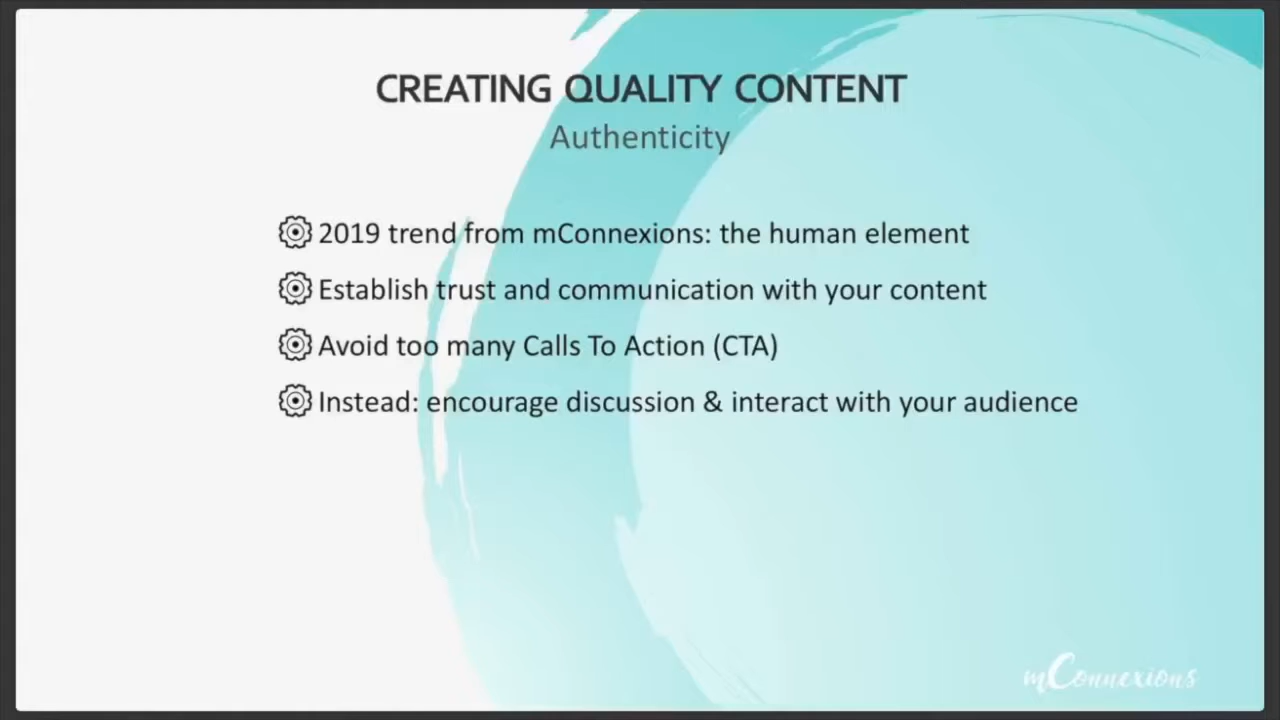 CREATING QUALITY CONTENT
Authenticity
2019 trend from mConnexions: the human element
Establish trust and communication with your content
Avoid too many Calls To Action (CTA)
Instead: encourage discussion & interact with your audience
mConnexions